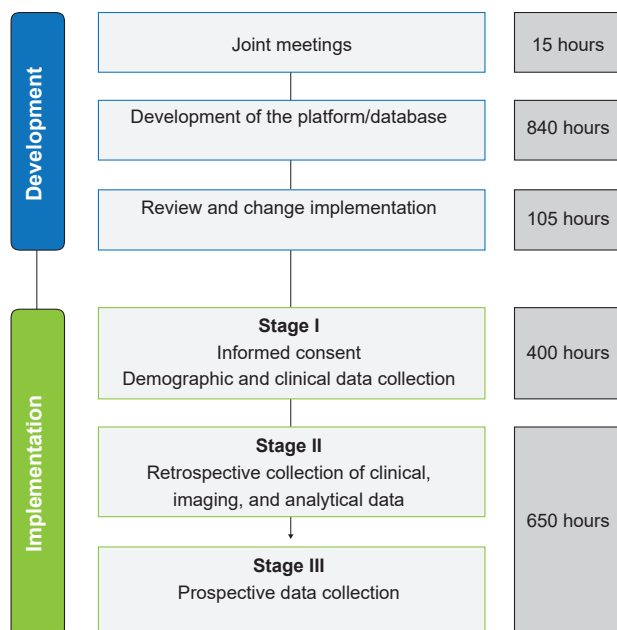 Development
Joint meetings
15 hours
Development of the platform/database
840 hours
Review and change implementation
105 hours
Implementation
Stage I
Informed consent
Demographic and clinical data collection
400 hours
Stage II
Retrospective collection of clinical,
imaging, and analytical data
650 hours
Stage III
Prospective data collection